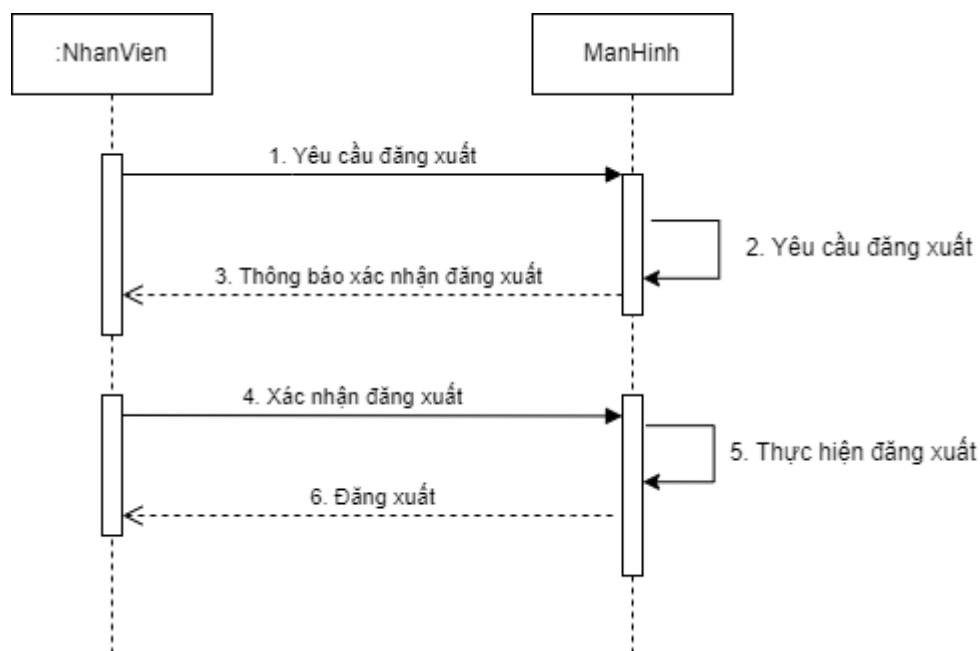 :NhanVien
ManHinh
1. Yêu cầu đăng xuất
2. Yêu cầu đăng xuất
3. Thông báo xác nhận đăng xuất
4. Xác nhận đăng xuất
5. Thực hiện đăng xuất
6. Đăng xuất